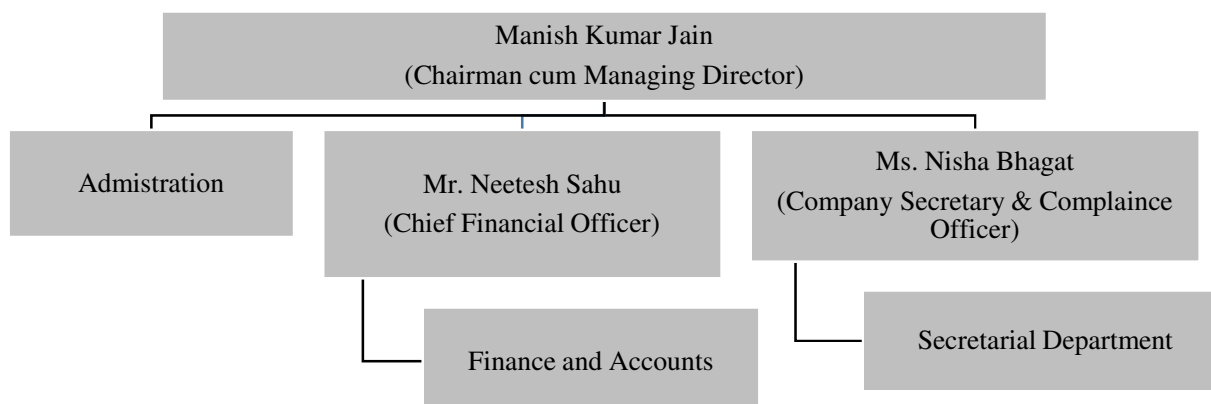 Manish Kumar Jain
(Chairman cum Managing Director)
Admistration
Mr. Neetesh Sahu
(Chief Financial Officer)
Ms. Nisha Bhagat
(Company Secretary & Complaince
Officer)
Finance and Accounts
Secretarial Department